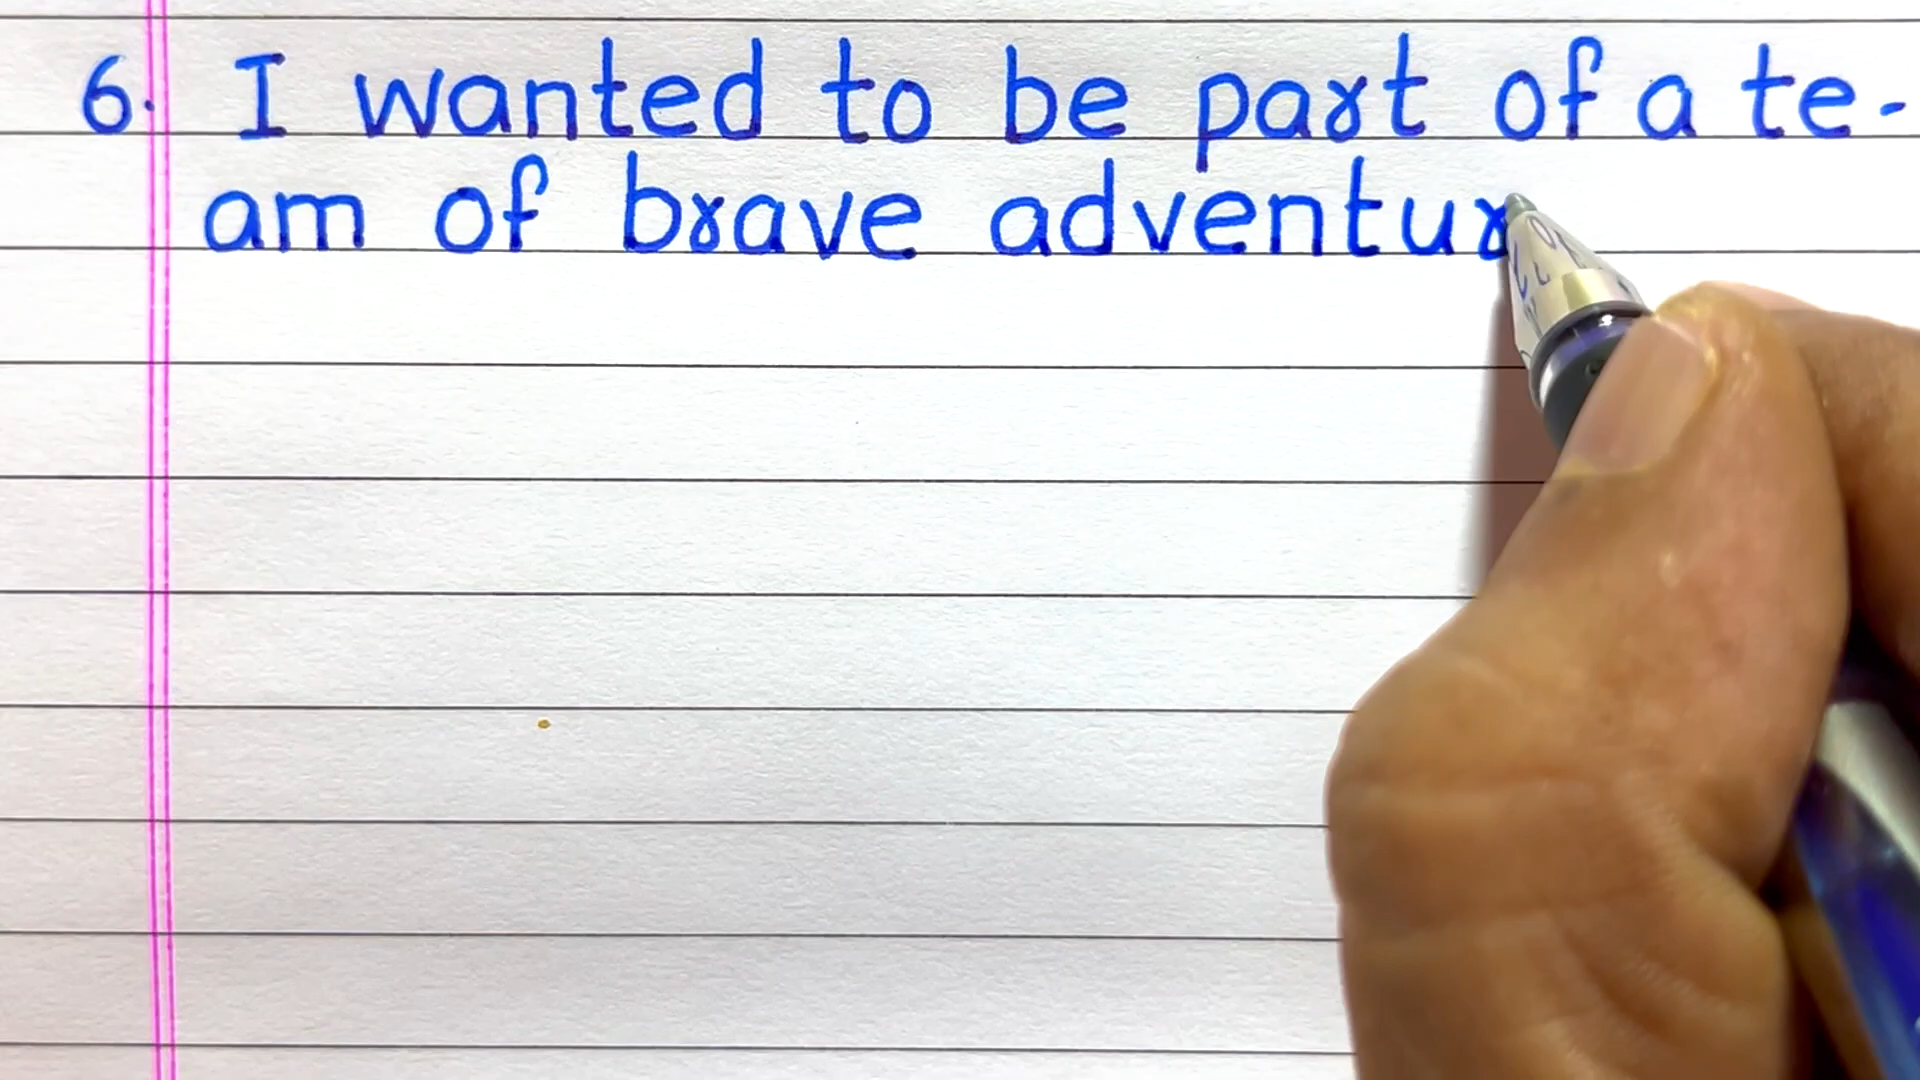 6. I wanted to be part of a te-
am of brave adventur